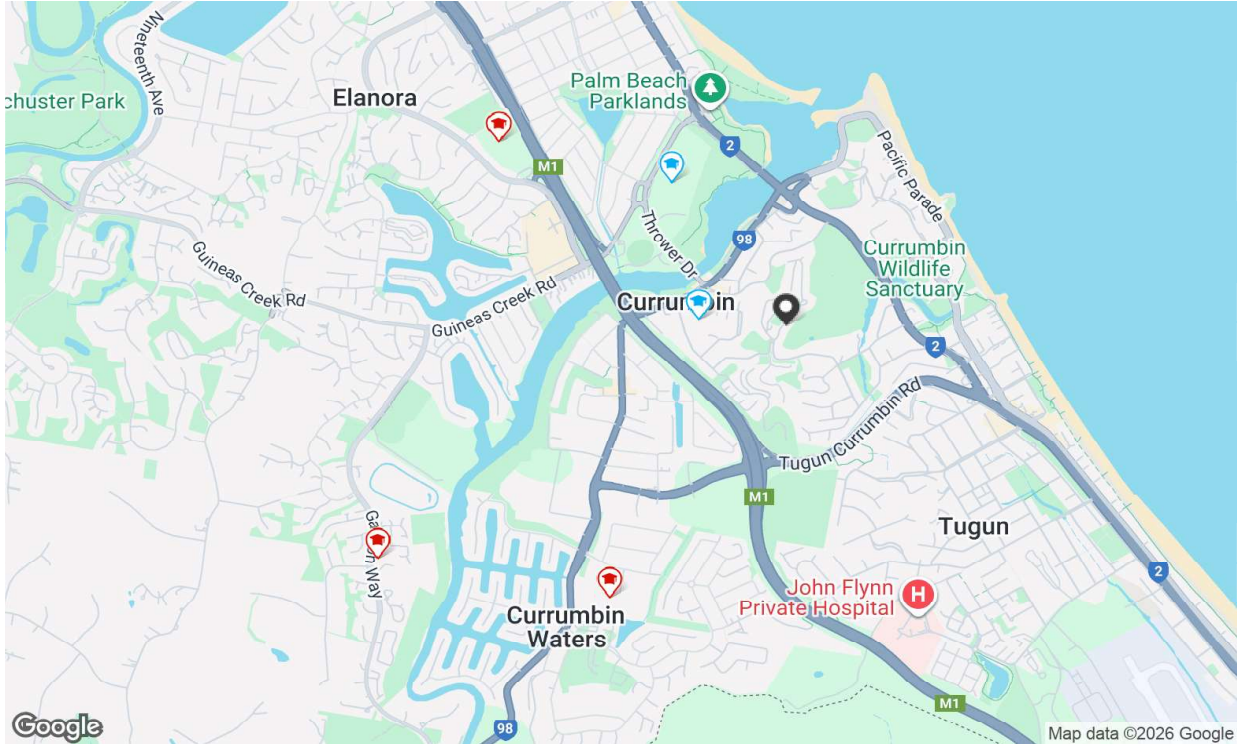 Nineteenth Ave
chuster Park
Elanora
Palm Beach
Parklands
M1
2
Pacific Parade
Thrower Dr
98
Guineas Creek Rd
Currumbin
Wildlife
Sanctuary
Guineas Creek Rd
Currumbin
2
Tugun Currumbin Rd
M1
Tugun
Way
John Flynn
Private Hospital
H
2
Currumbin
Waters
M1
98
Google
Map data ©2026 Google